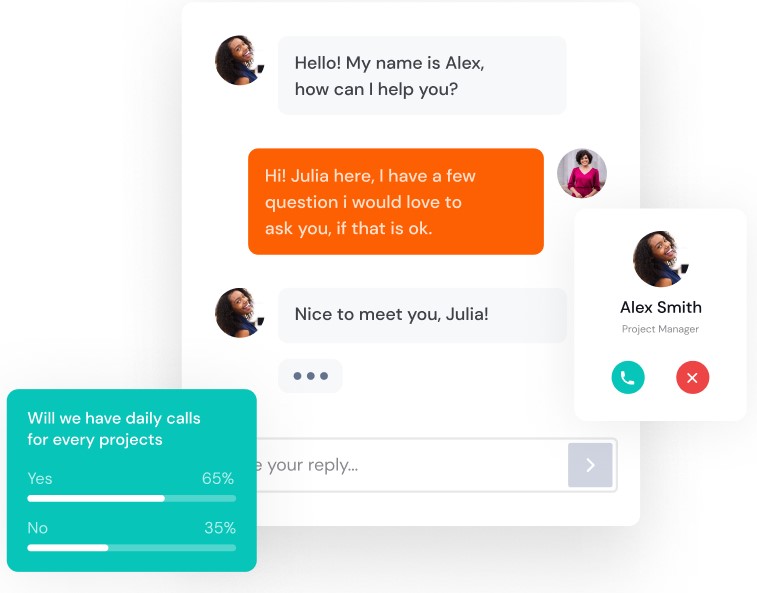 Hello! My name is Alex,
how can I help you?
Hi! Julia here, I have a few
question i would love to
ask you, if that is ok.
Alex Smith
Project Manager
Nice to meet you, Julia!
Will we have daily calls
for every projects
Yes 65%
No 35%
e your reply...